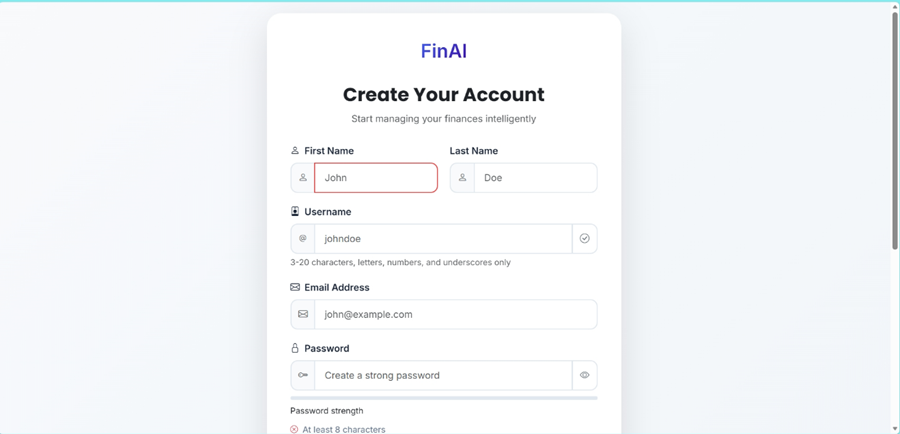 FinAI
Create Your Account
Start managing your finances intelligently
First Name Last Name
John Doe
Username
@ johndoe
3-20 characters, letters, numbers, and underscores only
Email Address
john@example.com
Password
Create a strong password
Password strength
At least 8 characters